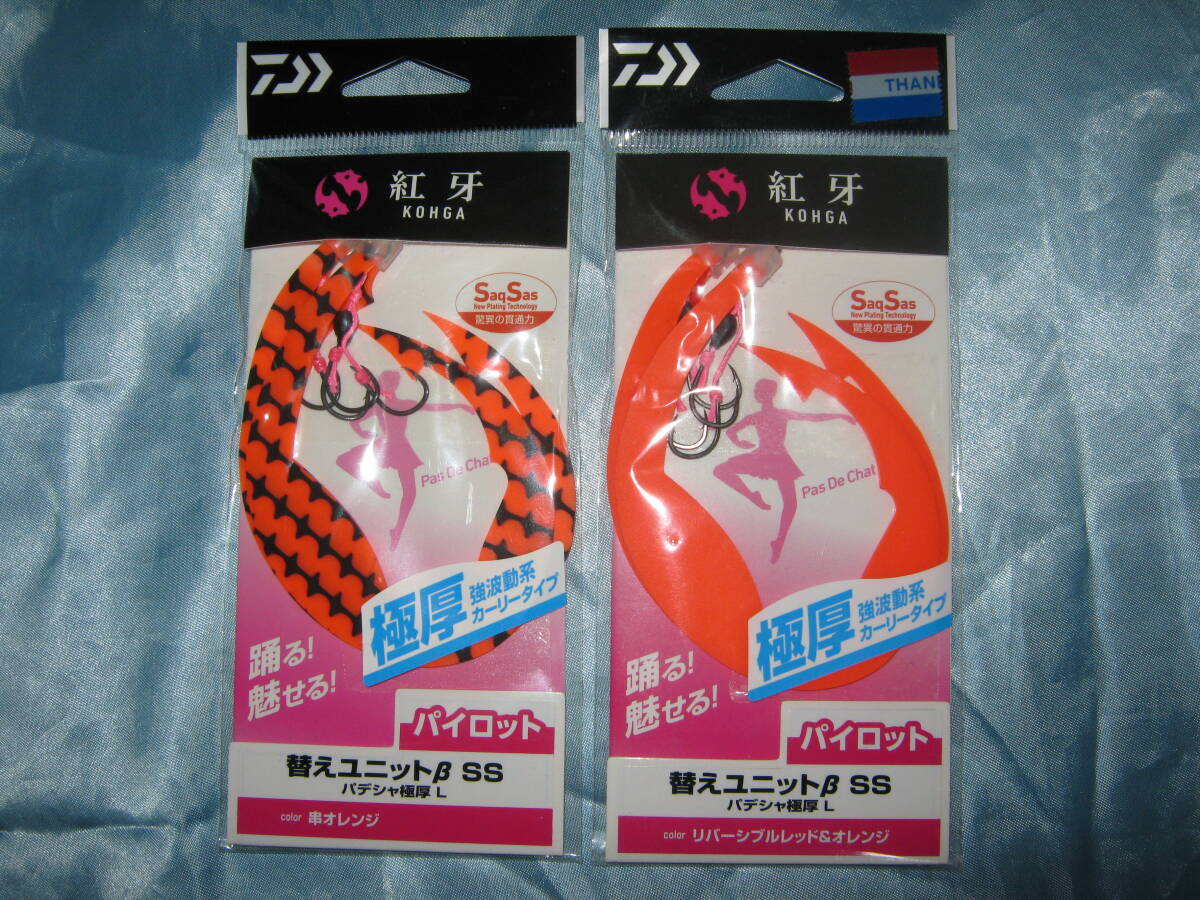 紅牙
KOHGA
SaqSas
New Plating Technology
驚異の貫通力
Pas De Chat
極厚
強波動系
カーリータイプ
踊る!
魅せる!
パイロット
替えユニットβ SS
パデシャ極厚 L
color 串オレンジ
THANK
紅牙
KOHGA
SaqSas
New Plating Technology
驚異の貫通力
Pas De Chat
極厚
強波動系
カーリータイプ
踊る!
魅せる!
パイロット
替えユニットβ SS
パデシャ極厚 L
color リバーシブルレッド&オレンジ